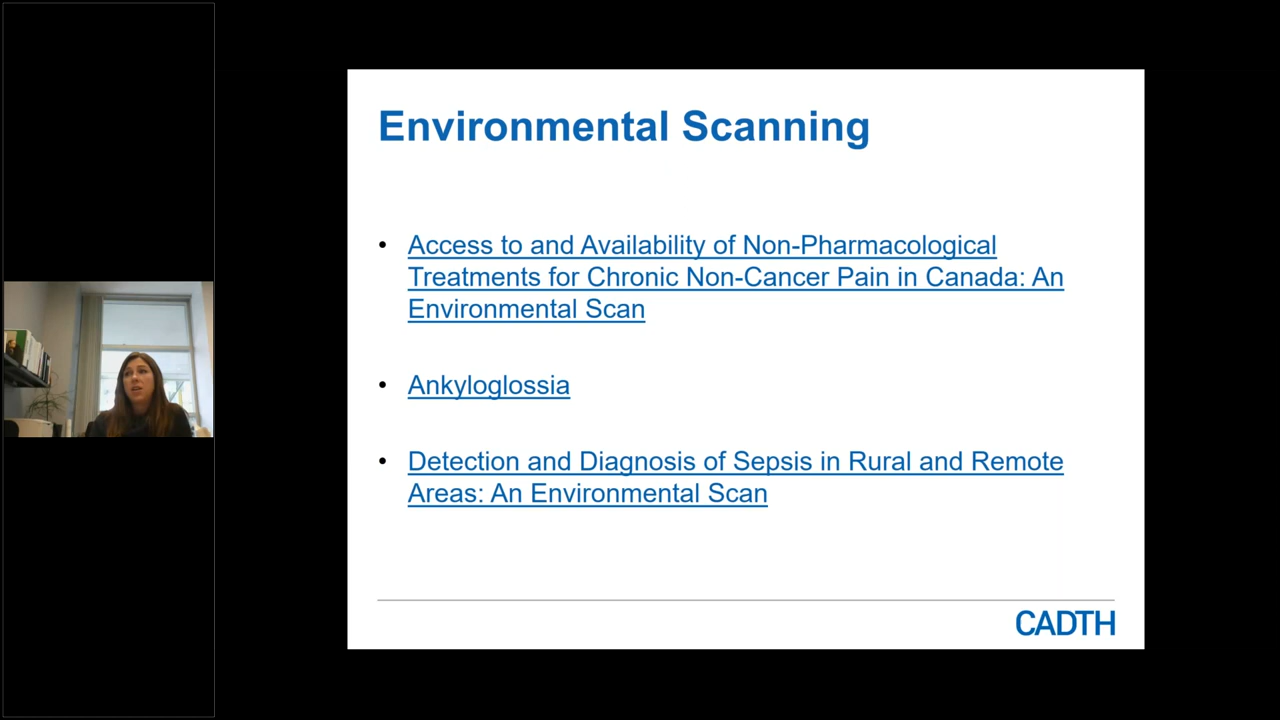 Environmental Scanning
• Access to and Availability of Non-Pharmacological
Treatments for Chronic Non-Cancer Pain in Canada: An
Environmental Scan
• Ankyloglossia
• Detection and Diagnosis of Sepsis in Rural and Remote
Areas: An Environmental Scan
CADTH